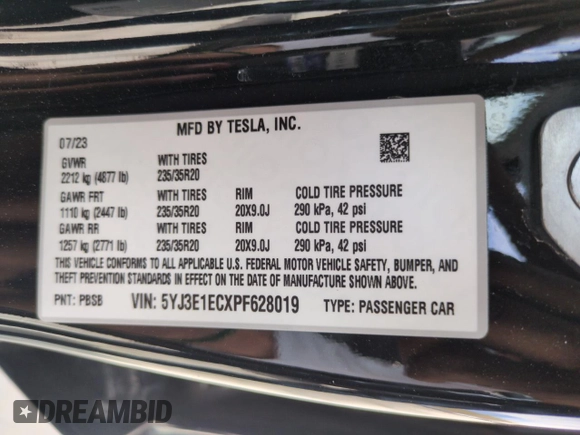 MFD BY TESLA, INC.
07/23
GVWR WITH TIRES
2212 kg (4877 lb) 235/35R20
GAWR FRT WITH TIRES RIM COLD TIRE PRESSURE
1110 kg (2447 lb) 235/35R20 20X9.0J 290 kPa, 42 psi
GAWR RR WITH TIRES RIM COLD TIRE PRESSURE
1257 kg (2771 lb) 235/35R20 20X9.0J 290 kPa, 42 psi
THIS VEHICLE CONFORMS TO ALL APPLICABLE U.S. FEDERAL MOTOR VEHICLE SAFETY, BUMPER, AND
THEFT PREVENTION STANDARDS IN EFFECT ON THE DATE OF MANUFACTURE SHOWN ABOVE.
PNT: PBSB VIN: 5YJ3E1ECXPF628019 TYPE: PASSENGER CAR
DREAMBID